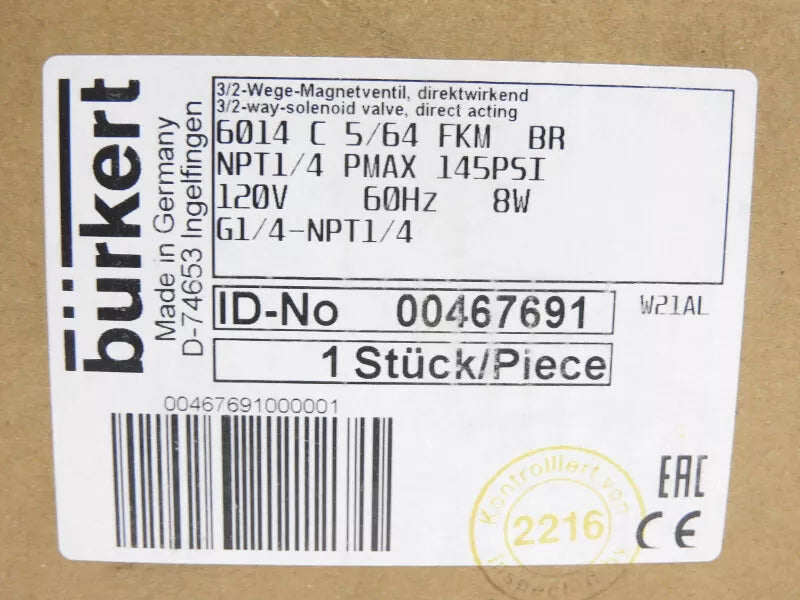 bürkert
Made in Germany
D-74653 Ingelfingen
3/2-Wege-Magnetventil, direktwirkend
3/2-way-solenoid valve, direct acting
6014 C 5/64 FKM BR
NPT1/4 PMAX 145PSI
120V 60Hz 8W
G1/4-NPT1/4
ID-No 00467691
W21AL
1 Stück/Piece
00467691000001
Kontrolliert von
2216
EAC
CE